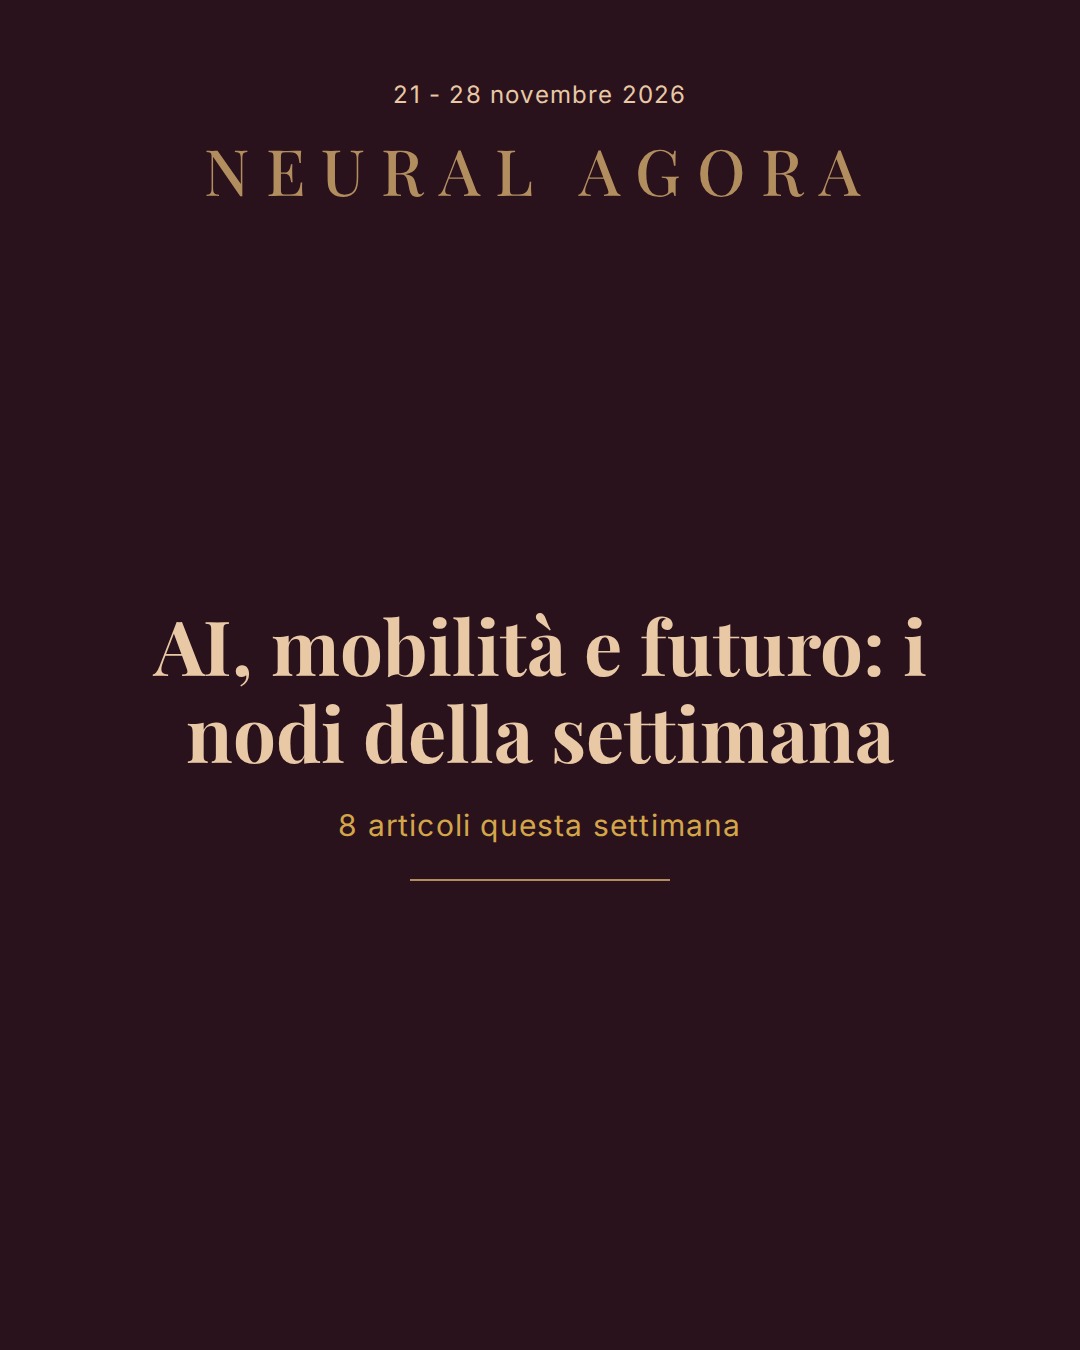 21 - 28 novembre 2026
NEURAL AGORA
AI, mobilità e futuro: i
nodi della settimana
8 articoli questa settimana